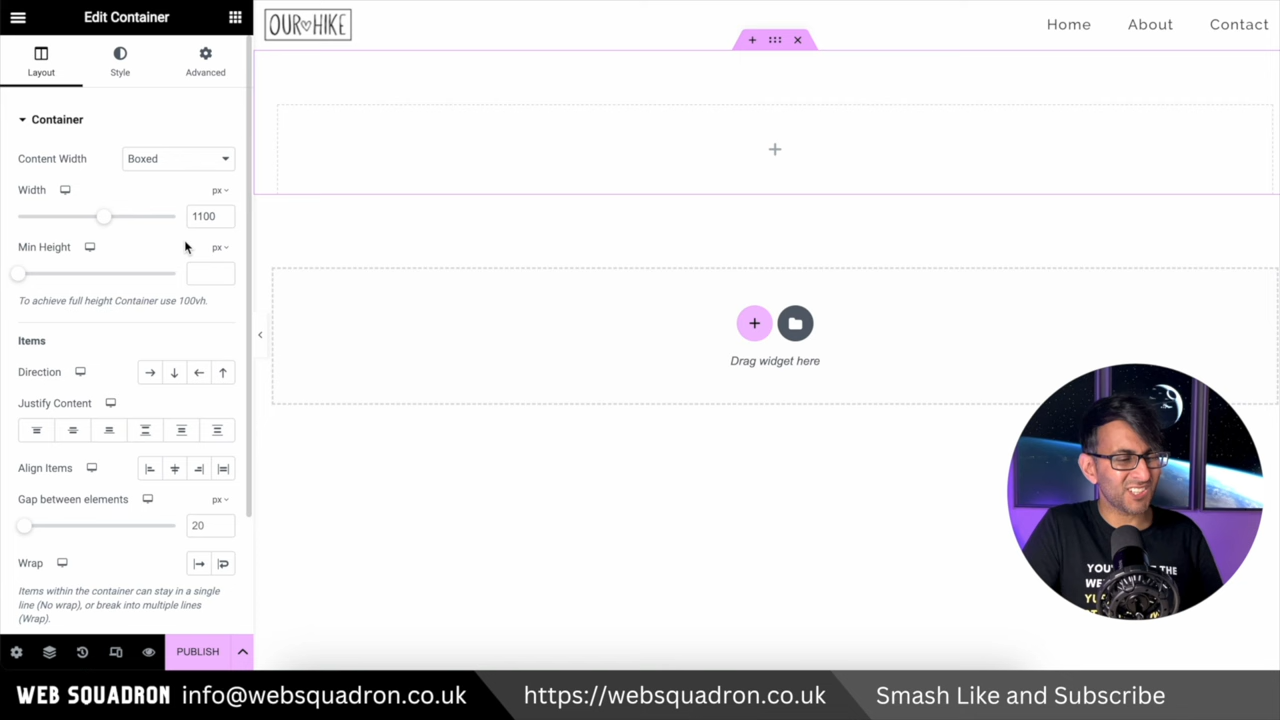 Edit Container
OUR HIKE
Home
About
Contact
Layout
Style
Advanced
Container
Content Width
Boxed
Width
px
1100
Min Height
px
To achieve full height Container use 100vh.
Items
Direction
Justify Content
Align Items
Gap between elements
px
20
Wrap
Items within the container can stay in a single
line (No wrap), or break into multiple lines
(Wrap).
PUBLISH
Drag widget here
WEB SQUADRON
info@websquadron.co.uk
https://websquadron.co.uk
Smash Like and Subscribe